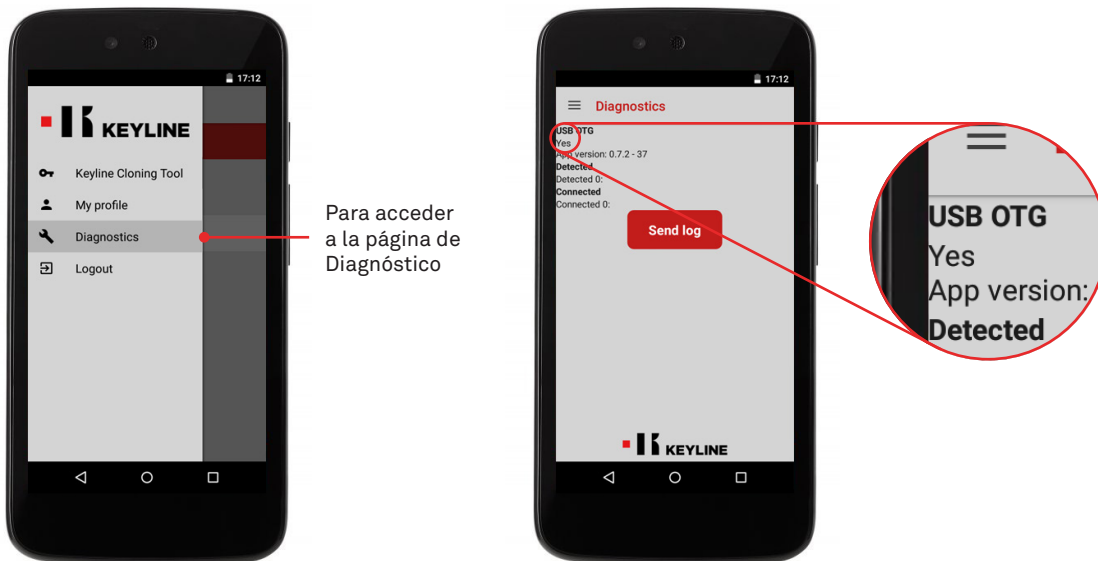 17:12
KEYLINE
Keyline Cloning Tool
My profile
Diagnostics
Logout
Para acceder
a la página de
Diagnóstico
17:12
Diagnostics
USB OTG
Yes
App version: 0.7.2 - 37
Detected
Detected 0:
Connected
Connected 0:
Send log
KEYLINE
USB OTG
Yes
App version:
Detected